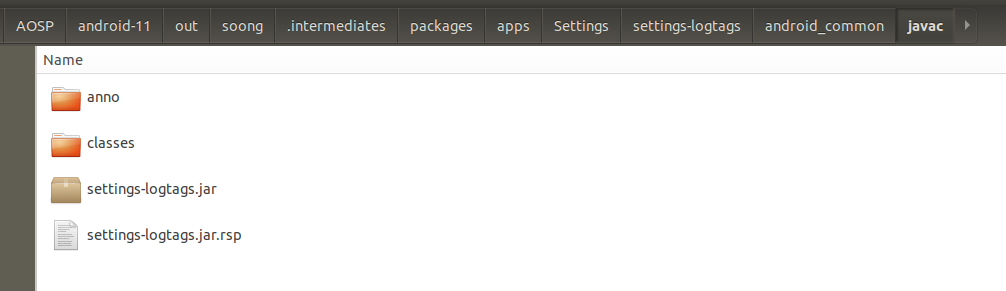 AOSP android-11 out soong .intermediates packages apps Settings settings-logtags android_common javac
Name
anno
classes
settings-logtags.jar
settings-logtags.jar.rsp